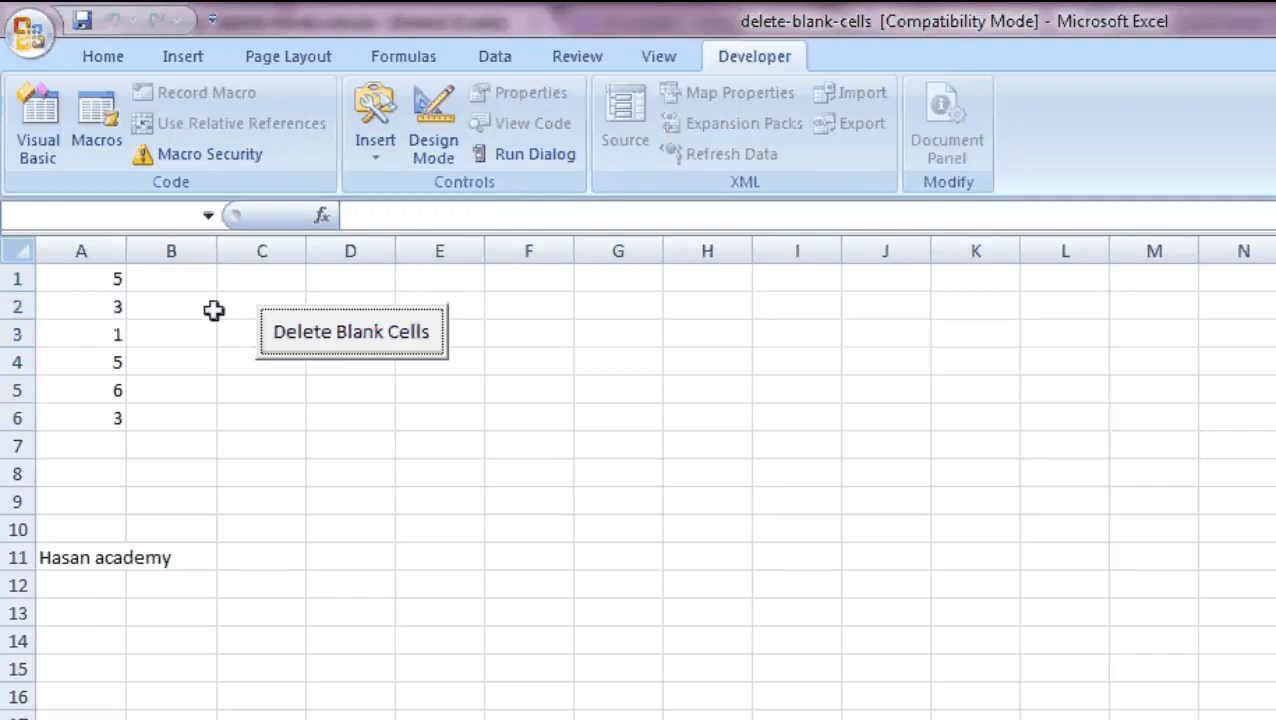 delete-blank-cells [Compatibility Mode] - Microsoft Excel
Home Insert Page Layout Formulas Data Review View Developer
Visual Basic
Macros
Record Macro
Use Relative References
Macro Security
Code
Insert
Design Mode
Properties
View Code
Run Dialog
Controls
Source
Map Properties
Expansion Packs
Refresh Data
Import
Export
XML
Document Panel
Modify
fx
A B C D E F G H I J K L M N
1 5
2 3
3 1
Delete Blank Cells
4 5
5 6
6 3
7
8
9
10
11 Hasan academy
12
13
14
15
16